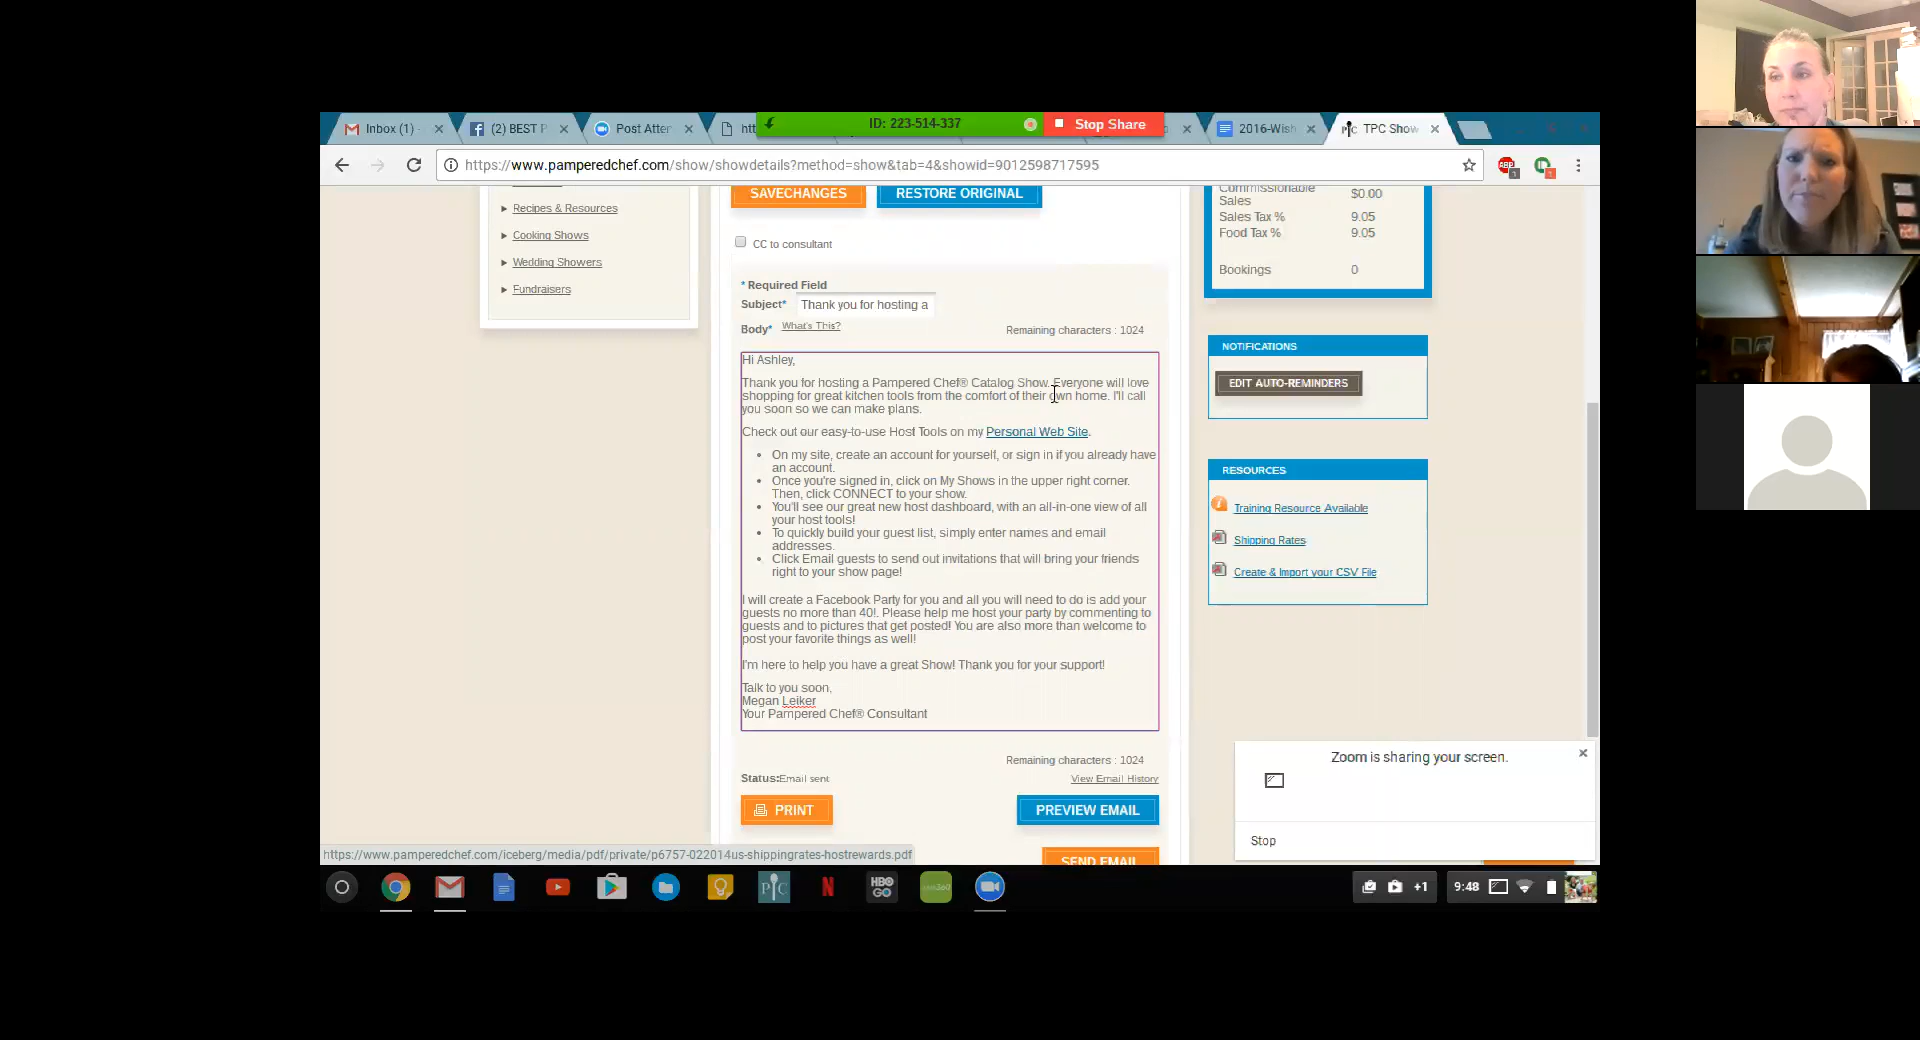 Inbox (1)
(2) BEST P
Post Atter
htt
ID: 223-514-337
Stop Share
2016-Wish
TPC Show
https://www.pamperedchef.com/show/showdetails?method=show&tab=4&showid=9012598717595
ABP
1
1
Recipes & Resources
Cooking Shows
Wedding Showers
Fundraisers
SAVECHANGES
RESTORE ORIGINAL
CC to consultant
* Required Field
Subject* Thank you for hosting a
Body* What's This?
Remaining characters : 1024
Hi Ashley,
Thank you for hosting a Pampered Chef® Catalog Show. Everyone will love
shopping for great kitchen tools from the comfort of their own home. I'll call
you soon so we can make plans.
Check out our easy-to-use Host Tools on my Personal Web Site.
• On my site, create an account for yourself, or sign in if you already have
an account.
• Once you're signed in, click on My Shows in the upper right corner.
Then, click CONNECT to your show.
• You'll see our great new host dashboard, with an all-in-one view of all
your host tools!
• To quickly build your guest list, simply enter names and email
addresses.
• Click Email guests to send out invitations that will bring your friends
right to your show page!
I will create a Facebook Party for you and all you will need to do is add your
guests no more than 40!. Please help me host your party by commenting to
guests and to pictures that get posted! You are also more than welcome to
post your favorite things as well!
I'm here to help you have a great Show! Thank you for your support!
Talk to you soon,
Megan Leiker
Your Pampered Chef® Consultant
Remaining characters : 1024
Status:Email sent
View Email History
PRINT
PREVIEW EMAIL
SEND EMAIL
Commissionable
Sales
$0.00
Sales Tax % 9.05
Food Tax % 9.05
Bookings 0
NOTIFICATIONS
EDIT AUTO-REMINDERS
RESOURCES
Training Resource Available
Shipping Rates
Create & Import your CSV File
Zoom is sharing your screen.
Stop
https://www.pamperedchef.com/iceberg/media/pdf/private/p6757-022014us-shippingrates-hostrewards.pdf
HBO
GO
+1
9:48